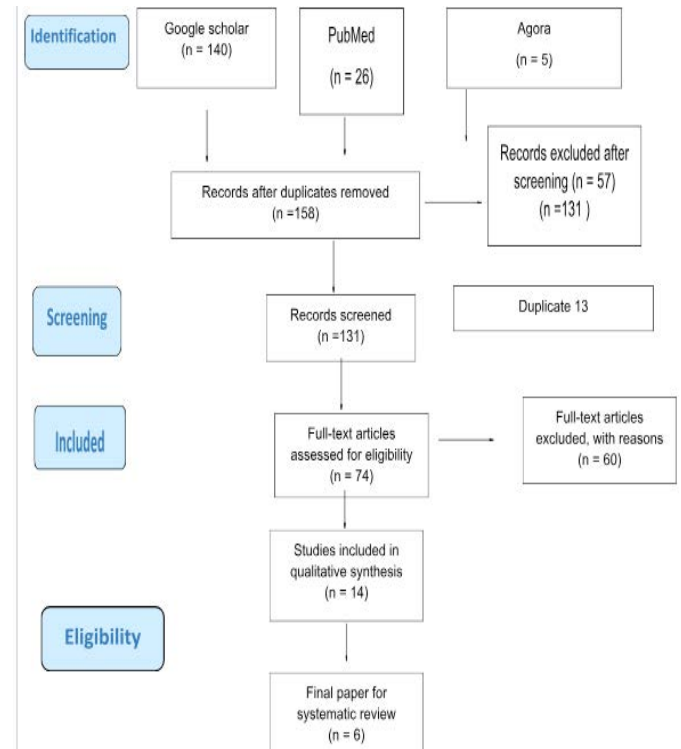 Identification
Google scholar
(n = 140)
PubMed
(n = 26)
Agora
(n = 5)
Records after duplicates removed
(n =158)
Records excluded after
screening (n = 57)
(n=131 )
Screening
Records screened
(n =131)
Duplicate 13
Included
Full-text articles
assessed for eligibility
(n = 74)
Full-text articles
excluded, with reasons
(n = 60)
Studies included in
qualitative synthesis
(n = 14)
Eligibility
Final paper for
systematic review
(n = 6)